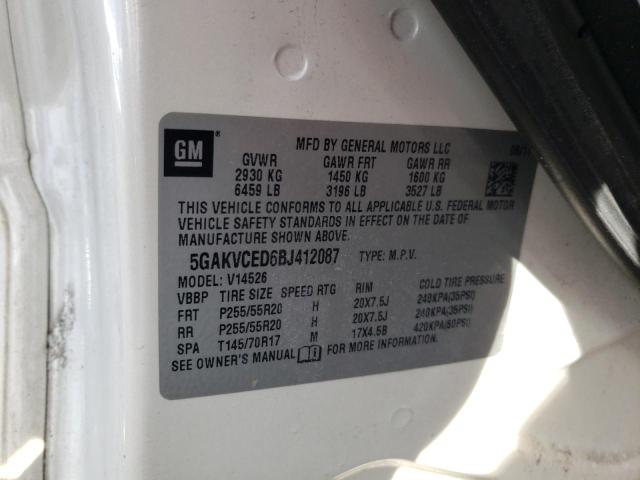 GM ®
MFD BY GENERAL MOTORS LLC
GVWR GAWR FRT GAWR RR
2930 KG 1450 KG 1600 KG
6459 LB 3196 LB 3527 LB
THIS VEHICLE CONFORMS TO ALL APPLICABLE U.S. FEDERAL MOTOR
VEHICLE SAFETY STANDARDS IN EFFECT ON THE DATE OF
MANUFACTURE SHOWN ABOVE.
5GAKVCED6BJ412087 TYPE: M.P.V.
MODEL: V14526
VBBP TIRE SIZE SPEED RTG RIM COLD TIRE PRESSURE
FRT P255/55R20 H 20X7.5J 240KPA(35PSI)
RR P255/55R20 H 20X7.5J 240KPA(35PSI)
SPA T145/70R17 M 17X4.5B 420KPA(60PSI)
SEE OWNER'S MANUAL FOR MORE INFORMATION.